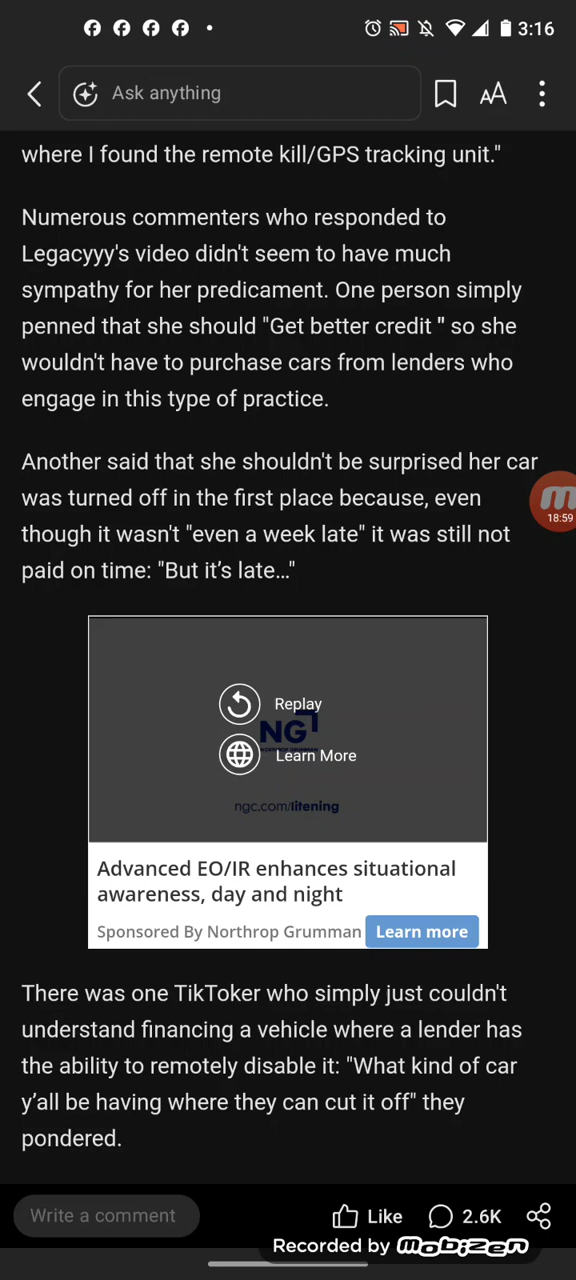 3:16
Ask anything
AA
where I found the remote kill/GPS tracking unit."
Numerous commenters who responded to
Legacyyy's video didn't seem to have much
sympathy for her predicament. One person simply
penned that she should "Get better credit " so she
wouldn't have to purchase cars from lenders who
engage in this type of practice.
Another said that she shouldn't be surprised her car
was turned off in the first place because, even
though it wasn't "even a week late" it was still not
paid on time: "But it’s late…"
18:59
Replay
NG
Learn More
ngc.com/litening
Advanced EO/IR enhances situational
awareness, day and night
Sponsored By Northrop Grumman Learn more
There was one TikToker who simply just couldn't
understand financing a vehicle where a lender has
the ability to remotely disable it: "What kind of car
y’all be having where they can cut it off" they
pondered.
Write a comment Like 2.6K
Recorded by mobizen